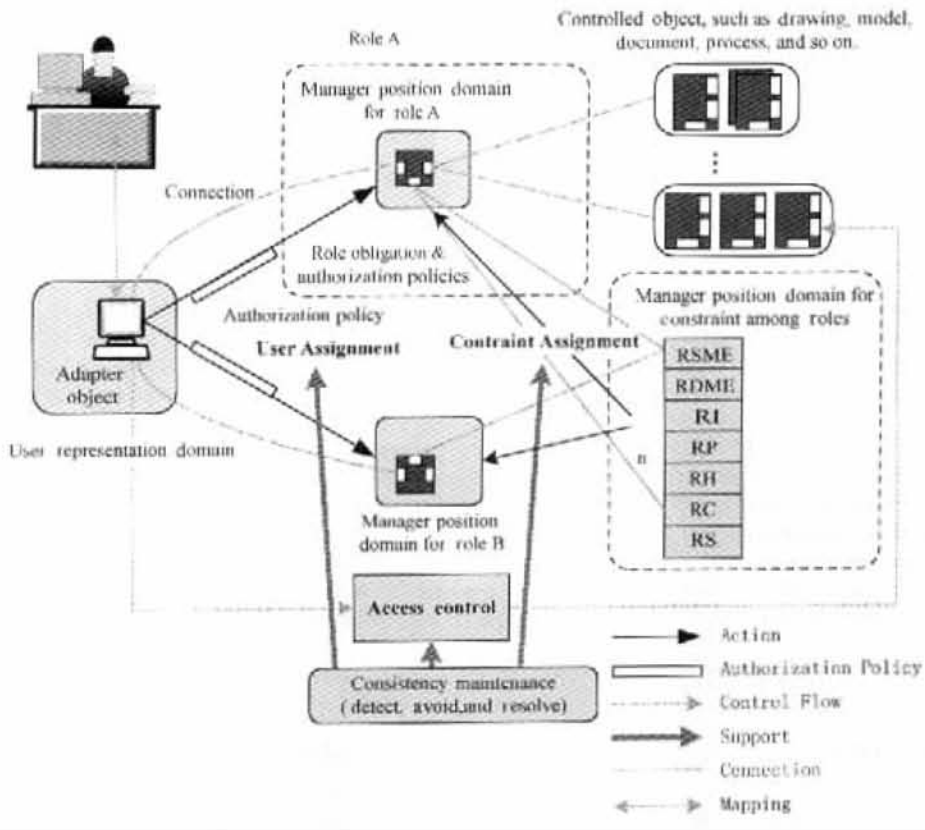 Role A
Controlled object, such as drawing, model,
document, process, and so on.
Manager position domain
for role A
Connection
Role obligation &
authorization policies
Authorization policy
User Assignment
Contraint Assignment
Adapter
object
User representation domain
Manager position domain for
constraint among roles
RSME
RDME
RI
RP
RH
RC
RS
n
Manager position
domain for role B
Access control
Consistency maintenance
( detect, avoid,and resolve)
Action
Authorization Policy
Control Flow
Support
Connection
Mapping